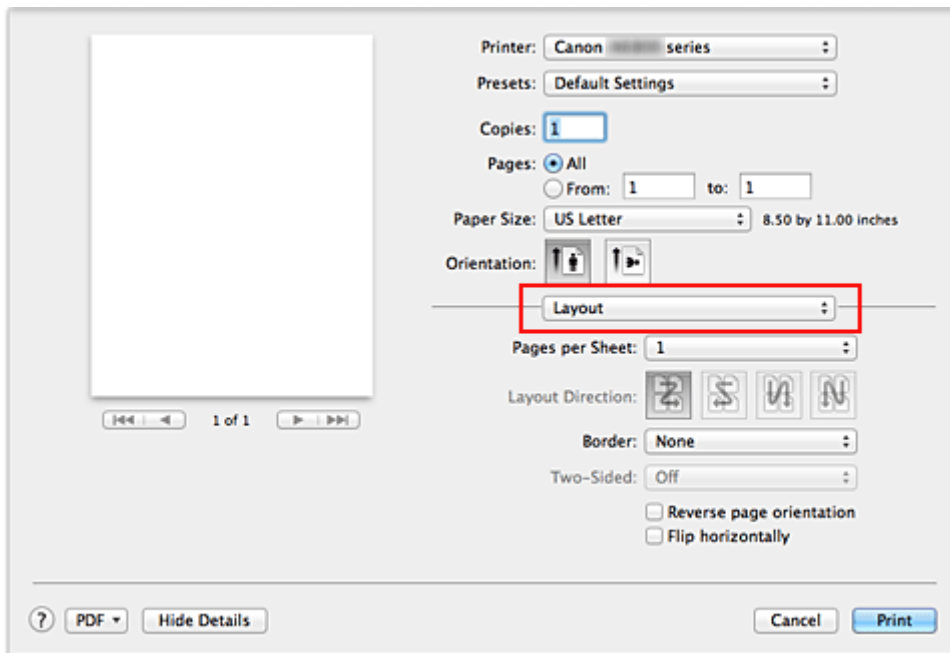 Printer: Canon series
Presets: Default Settings
Copies: 1
Pages: All
From: 1 to: 1
Paper Size: US Letter 8.50 by 11.00 inches
Orientation:
Layout
Pages per Sheet: 1
Layout Direction:
Border: None
Two-Sided: Off
Reverse page orientation
Flip horizontally
1 of 1
? PDF Hide Details Cancel Print